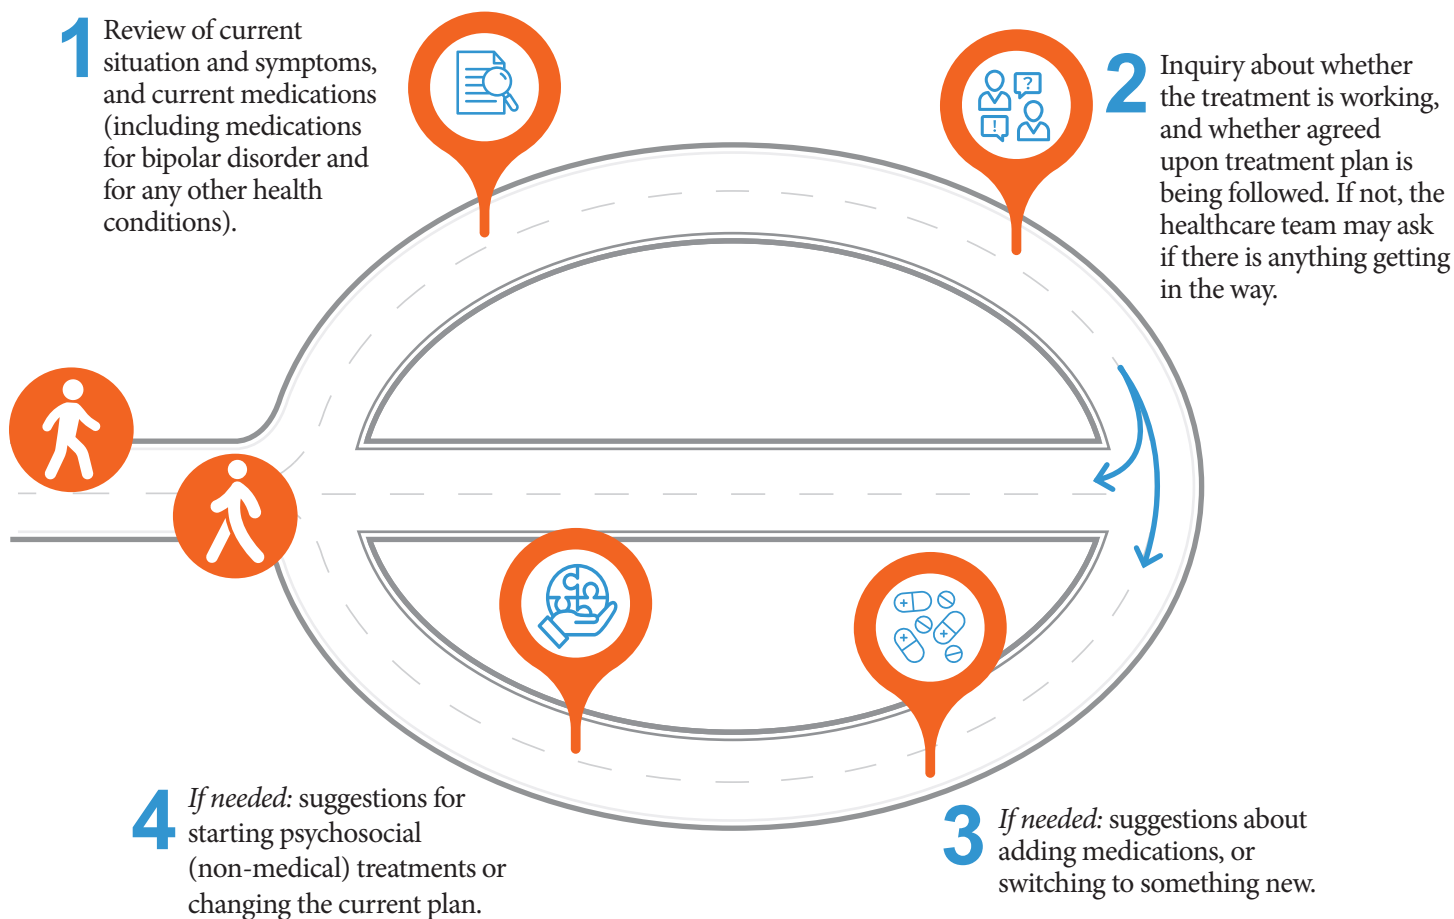 1
Review of current
situation and symptoms,
and current medications
(including medications
for bipolar disorder and
for any other health
conditions).
2
Inquiry about whether
the treatment is working,
and whether agreed
upon treatment plan is
being followed. If not, the
healthcare team may ask
if there is anything getting
in the way.
?
!
3
If needed: suggestions about
adding medications, or
switching to something new.
4
If needed: suggestions for
starting psychosocial
(non-medical) treatments or
changing the current plan.